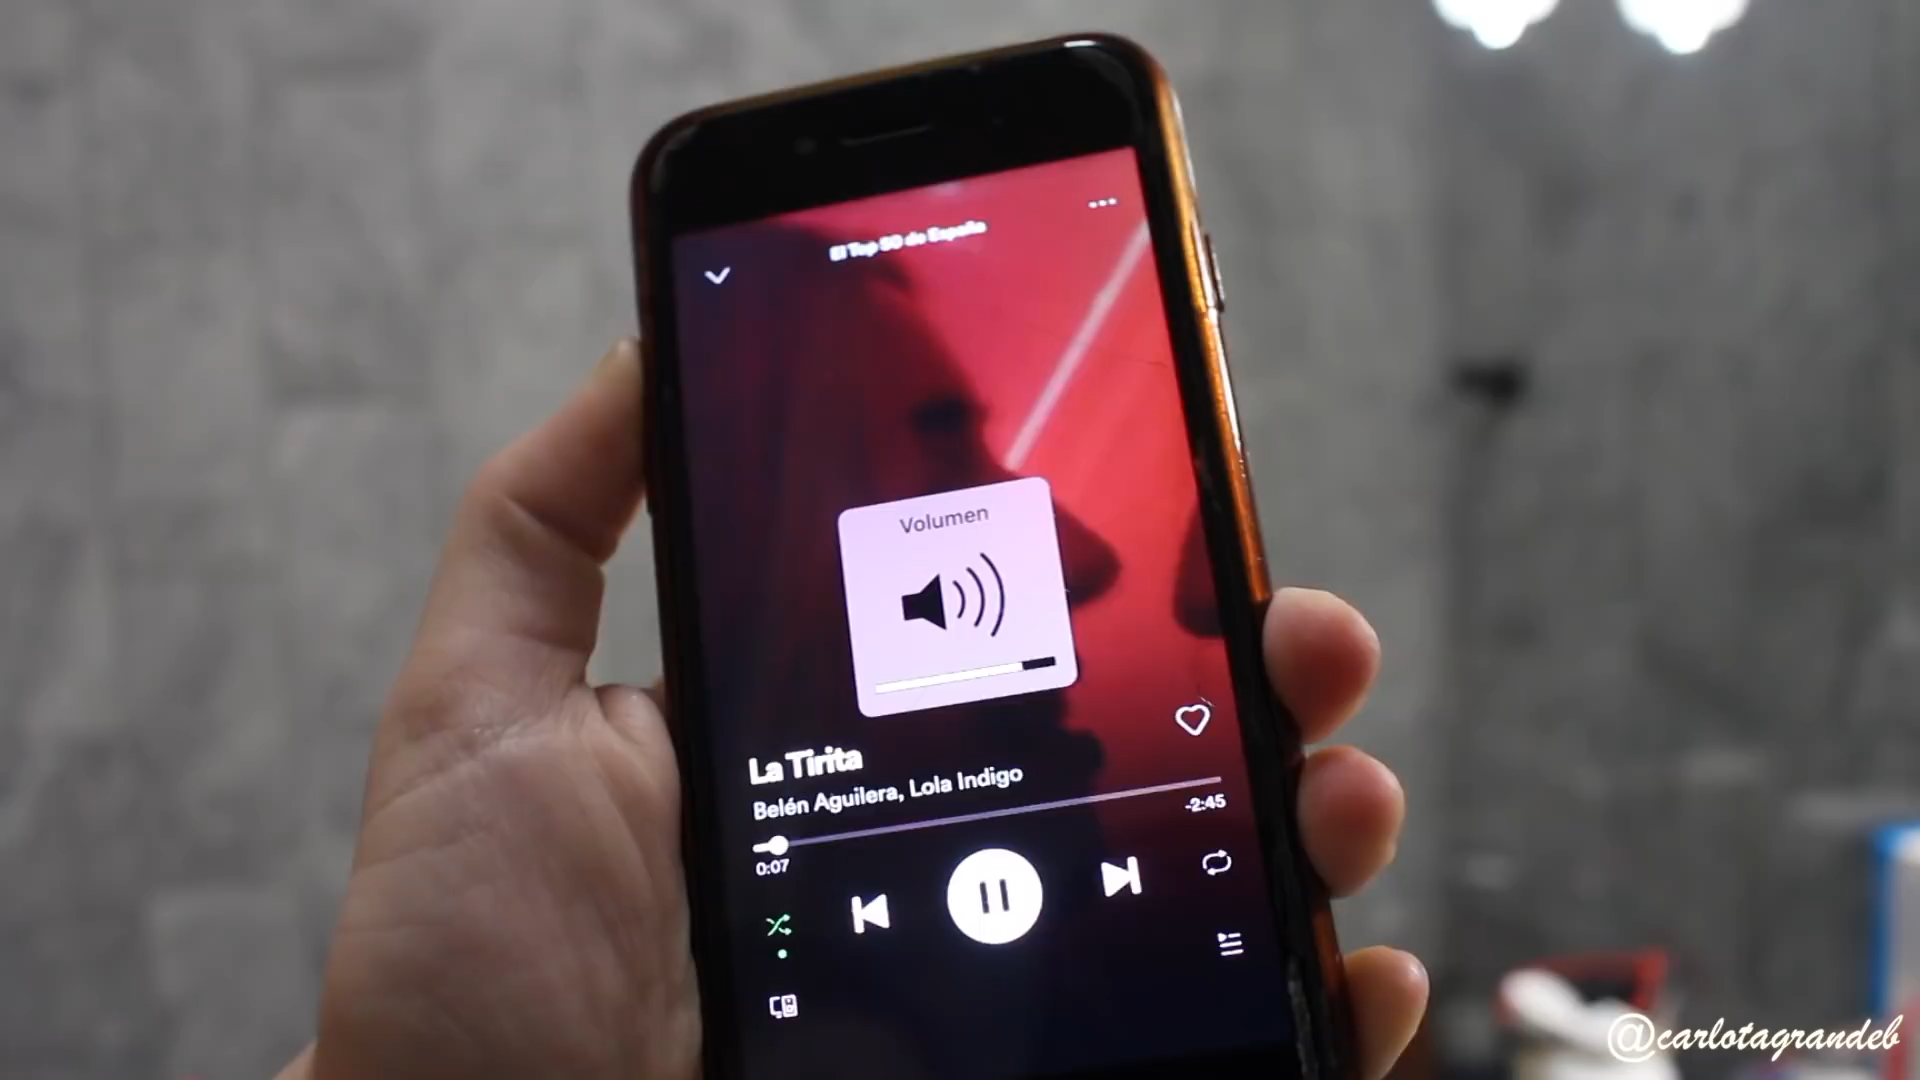 El Top 50 de España
Volumen
La Tirita
Belén Aguilera, Lola Indigo
0:07
-2:45
@carlotagrandeb